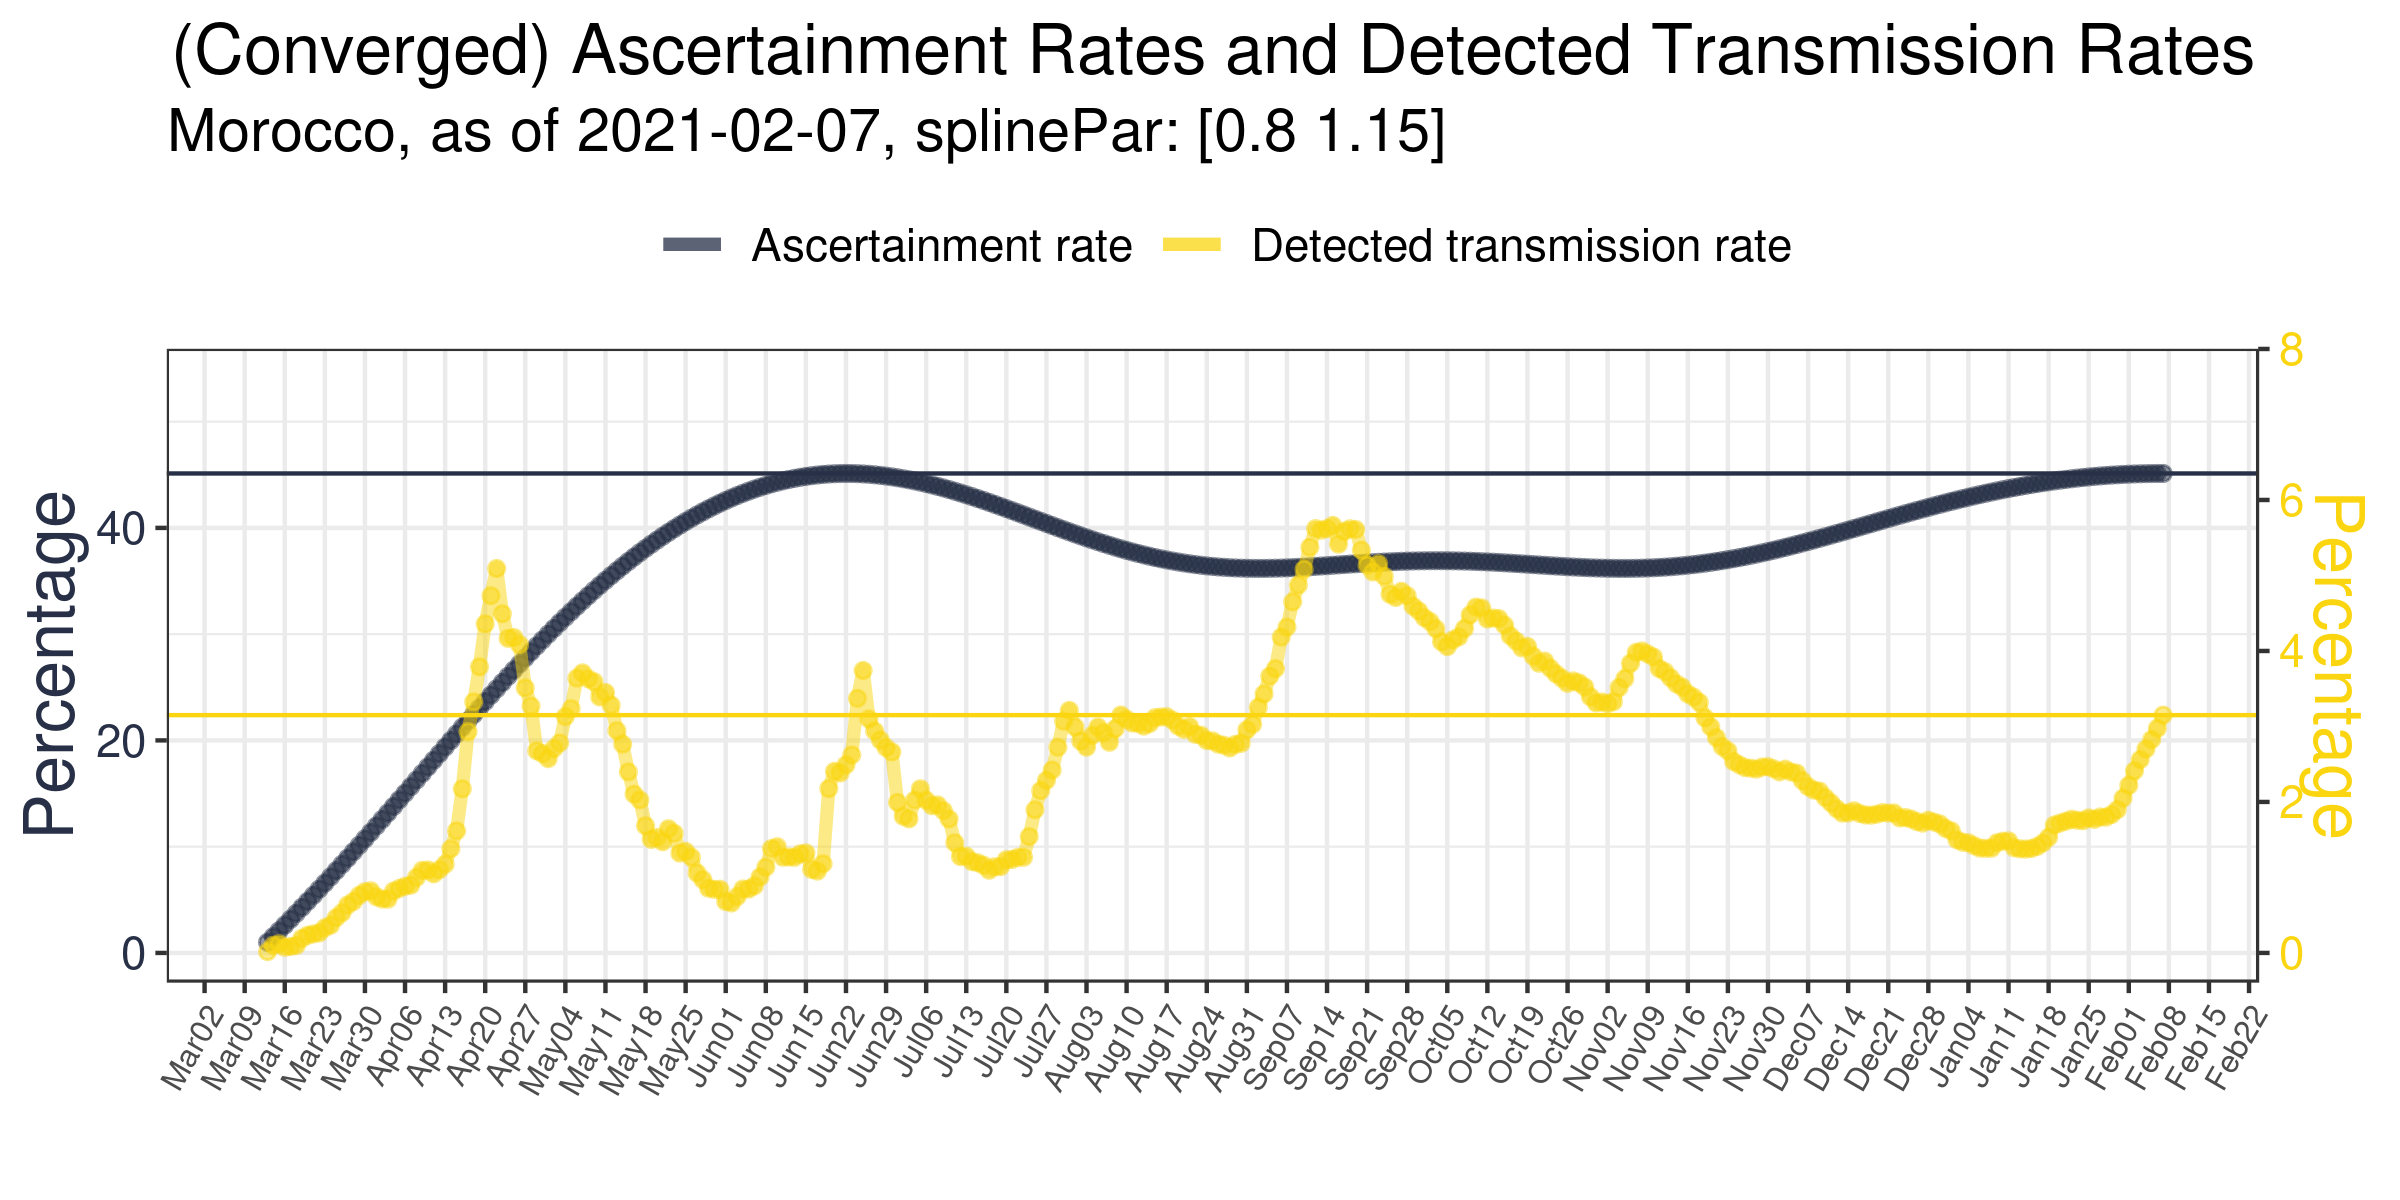 (Converged) Ascertainment Rates and Detected Transmission Rates
Morocco, as of 2021-02-07, splinePar: [0.8 1.15]
Ascertainment rate
Detected transmission rate
Percentage
40
20
0
8
6
4
2
0
Percentage
Mar02
Mar09
Mar16
Mar23
Mar30
Apr06
Apr13
Apr20
Apr27
May04
May11
May18
May25
Jun01
Jun08
Jun15
Jun22
Jun29
Jul06
Jul13
Jul20
Jul27
Aug03
Aug10
Aug17
Aug24
Aug31
Sep07
Sep14
Sep21
Sep28
Oct05
Oct12
Oct19
Oct26
Nov02
Nov09
Nov16
Nov23
Nov30
Dec07
Dec14
Dec21
Dec28
Jan04
Jan11
Jan18
Jan25
Feb01
Feb08
Feb15
Feb22